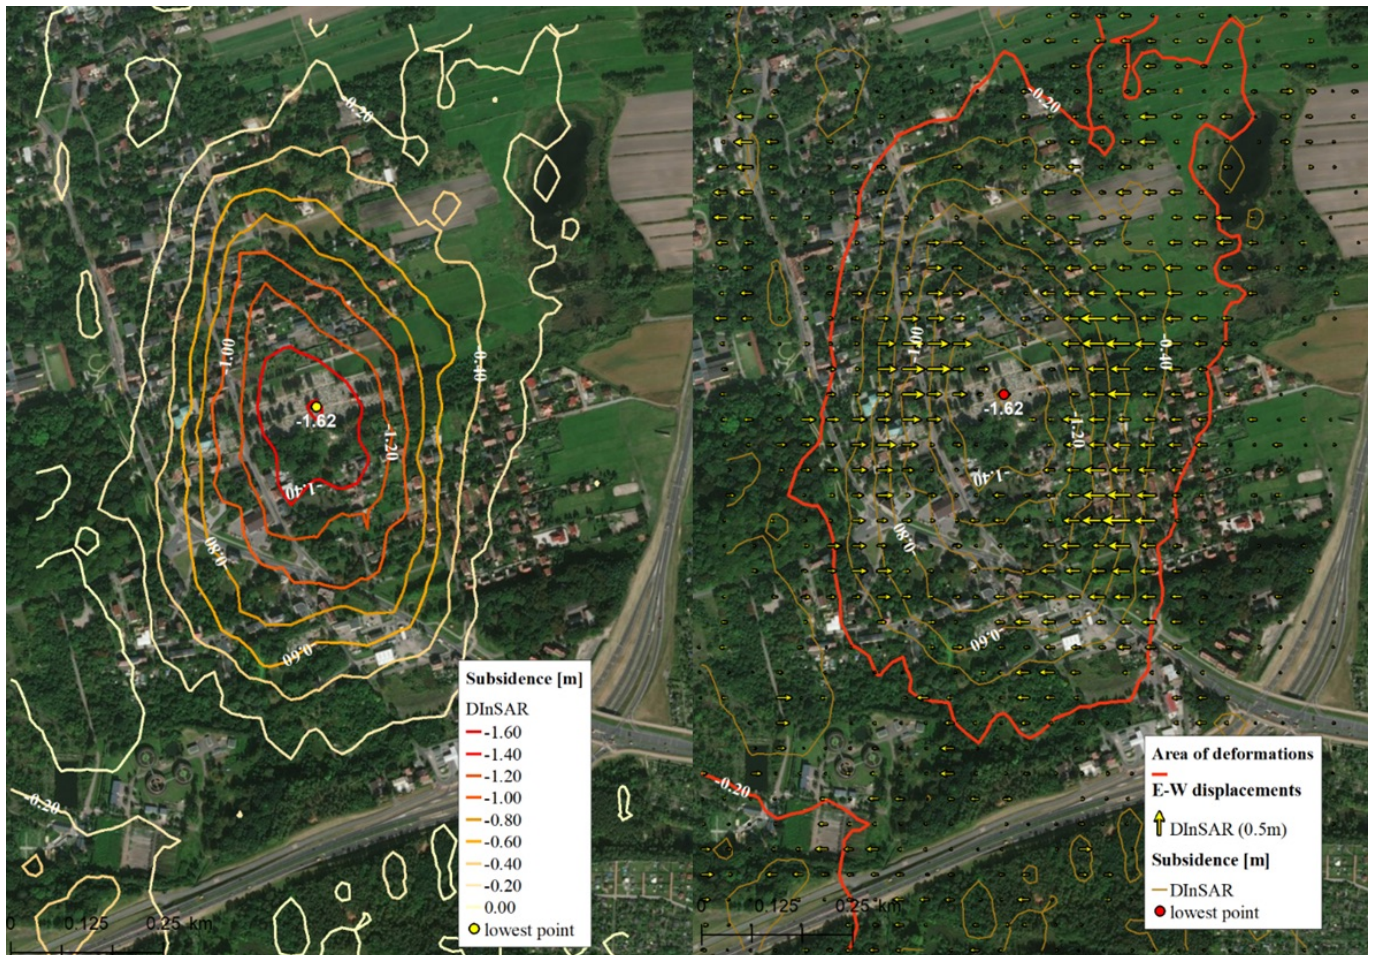 -0.20
-0.40
-1.00
-1.62
-1.20
-1.40
-0.80
-0.60
-0.20
0 0.125 0.25 km
Subsidence [m]
DInSAR
-1.60
-1.40
-1.20
-1.00
-0.80
-0.60
-0.40
-0.20
0.00
lowest point
-0.20
-0.40
-1.00
-1.62
-1.20
-1.40
-0.80
-0.60
-0.20
0 0.125 0.25 km
Area of deformations
E-W displacements
DInSAR (0.5m)
Subsidence [m]
DInSAR
lowest point